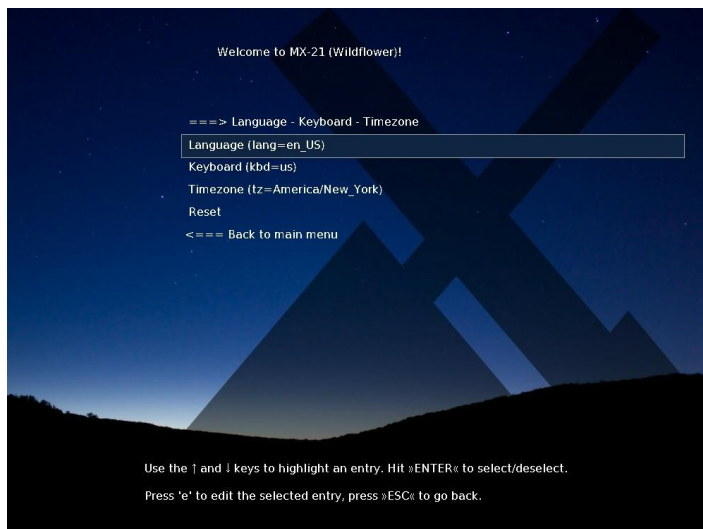 Welcome to MX-21 (Wildflower)!
===> Language - Keyboard - Timezone
Language (lang=en_US)
Keyboard (kbd=us)
Timezone (tz=America/New_York)
Reset
<=== Back to main menu
Use the ↑ and ↓ keys to highlight an entry. Hit »ENTER« to select/deselect.
Press 'e' to edit the selected entry, press »ESC« to go back.